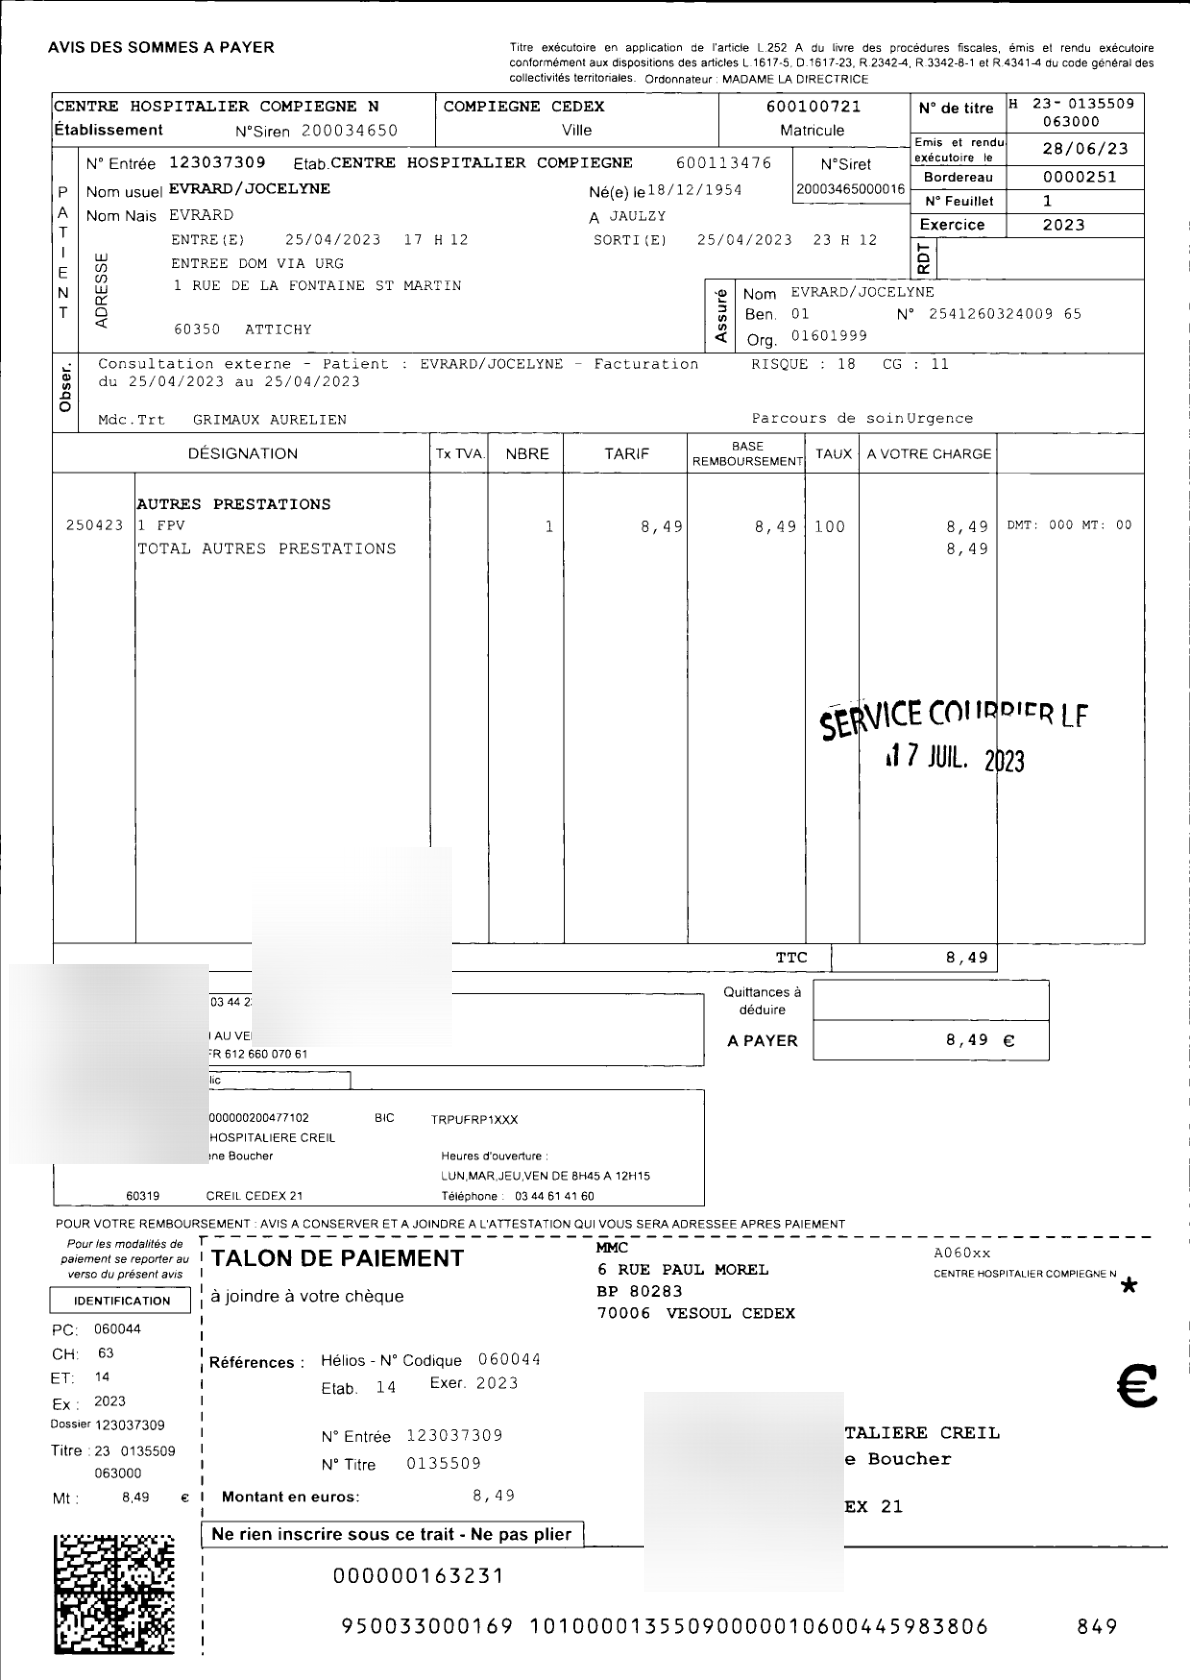 AVIS DES SOMMES A PAYER
Titre exécutoire en application de l'article L.252 A du livre des procédures fiscales, émis et rendu exécutoire
conformément aux dispositions des articles L.1617-5, D.1617-23, R.2342-4, R.3342-8-1 et R.4341-4 du code général des
collectivités territoriales. Ordonnateur : MADAME LA DIRECTRICE
CENTRE HOSPITALIER COMPIEGNE N COMPIEGNE CEDEX 600100721 N° de titre H 23- 0135509
063000
Établissement N°Siren 200034650 Ville Matricule
Emis et rendu exécutoire le 28/06/23
N° Entrée 123037309 Etab. CENTRE HOSPITALIER COMPIEGNE 600113476 N°Siret
Bordereau 0000251
PATIENT Nom usuel EVRARD/JOCELYNE Né(e) le 18/12/1954 20003465000016
N° Feuillet 1
Nom Nais EVRARD A JAULZY
Exercice 2023
ENTRE(E) 25/04/2023 17 H 12 SORTI(E) 25/04/2023 23 H 12
RDT
ADRESSE ENTREE DOM VIA URG
1 RUE DE LA FONTAINE ST MARTIN
60350 ATTICHY
Assuré Nom EVRARD/JOCELYNE
Ben. 01 N° 2541260324009 65
Org. 01601999
Obser. Consultation externe - Patient : EVRARD/JOCELYNE - Facturation RISQUE : 18 CG : 11
du 25/04/2023 au 25/04/2023
Mdc.Trt GRIMAUX AURELIEN Parcours de soin Urgence
DÉSIGNATION Tx TVA. NBRE TARIF BASE REMBOURSEMENT TAUX A VOTRE CHARGE
AUTRES PRESTATIONS
250423 1 FPV 1 8,49 8,49 100 8,49 DMT: 000 MT: 00
TOTAL AUTRES PRESTATIONS 8,49
SERVICE COURRIER LF
17 JUIL. 2023
TTC 8,49
03 44 2
AU VE
FR 612 660 070 61
Quittances à
déduire
A PAYER 8,49 €
lic
000000200477102 BIC TRPUFRP1XXX
HOSPITALIERE CREIL
ne Boucher Heures d'ouverture :
LUN,MAR,JEU,VEN DE 8H45 A 12H15
60319 CREIL CEDEX 21 Téléphone : 03 44 61 41 60
POUR VOTRE REMBOURSEMENT : AVIS A CONSERVER ET A JOINDRE A L'ATTESTATION QUI VOUS SERA ADRESSEE APRES PAIEMENT
Pour les modalités de
paiement se reporter au
verso du présent avis
IDENTIFICATION
PC: 060044
CH: 63
ET: 14
Ex : 2023
Dossier 123037309
Titre : 23 0135509
063000
Mt : 8,49 €
TALON DE PAIEMENT
à joindre à votre chèque
MMC
6 RUE PAUL MOREL
BP 80283
70006 VESOUL CEDEX
A060xx
CENTRE HOSPITALIER COMPIEGNE N
*
Références : Hélios - N° Codique 060044
Etab. 14 Exer. 2023
€
N° Entrée 123037309
N° Titre 0135509
Montant en euros: 8,49
TALIERE CREIL
e Boucher
EX 21
Ne rien inscrire sous ce trait - Ne pas plier
000000163231
950033000169 101000013550900000010600445983806 849